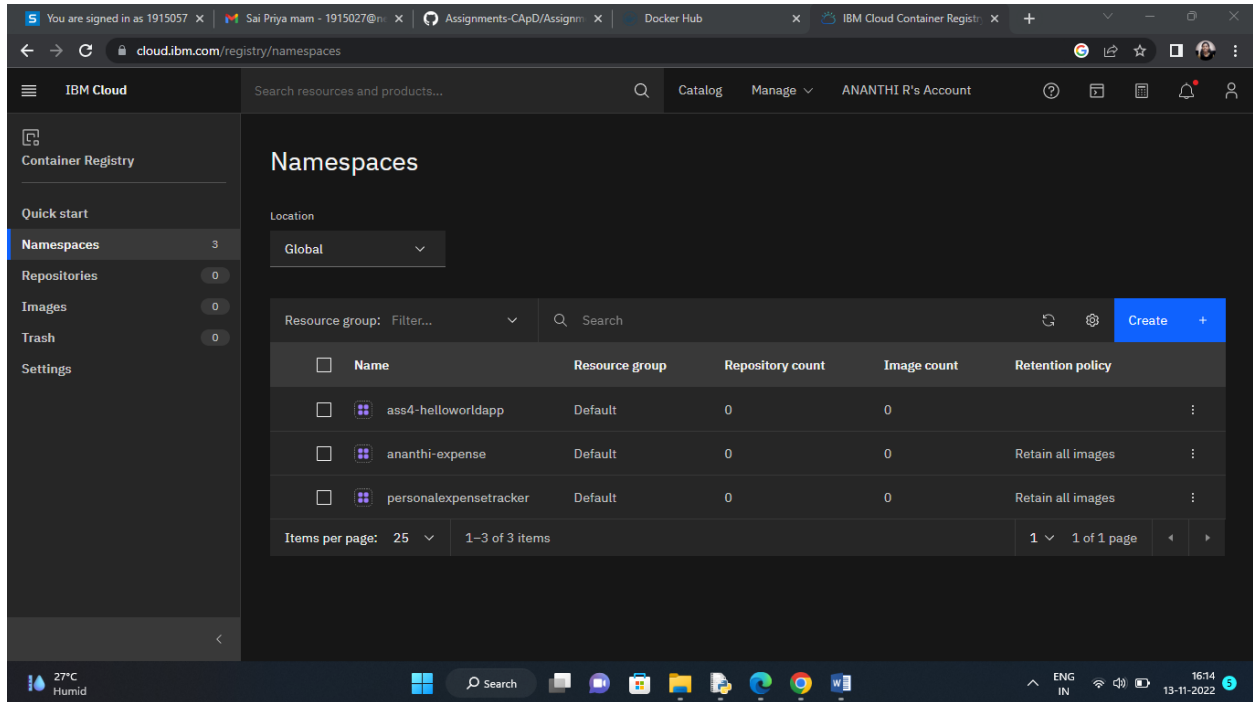 S You are signed in as 1915057
Sai Priya mam - 1915027@n
Assignments-CApD/Assignm
Docker Hub
IBM Cloud Container Registr
cloud.ibm.com/registry/namespaces
IBM Cloud
Search resources and products...
Catalog
Manage
ANANTHI R's Account
Container Registry
Quick start
Namespaces 3
Repositories 0
Images 0
Trash 0
Settings
Namespaces
Location
Global
Resource group: Filter...
Search
Create +
Name Resource group Repository count Image count Retention policy
ass4-helloworldapp Default 0 0
ananthi-expense Default 0 0 Retain all images
personalexpensetracker Default 0 0 Retain all images
Items per page: 25 1–3 of 3 items 1 1 of 1 page
27°C
Humid
Search
ENG
IN
16:14
13-11-2022
5